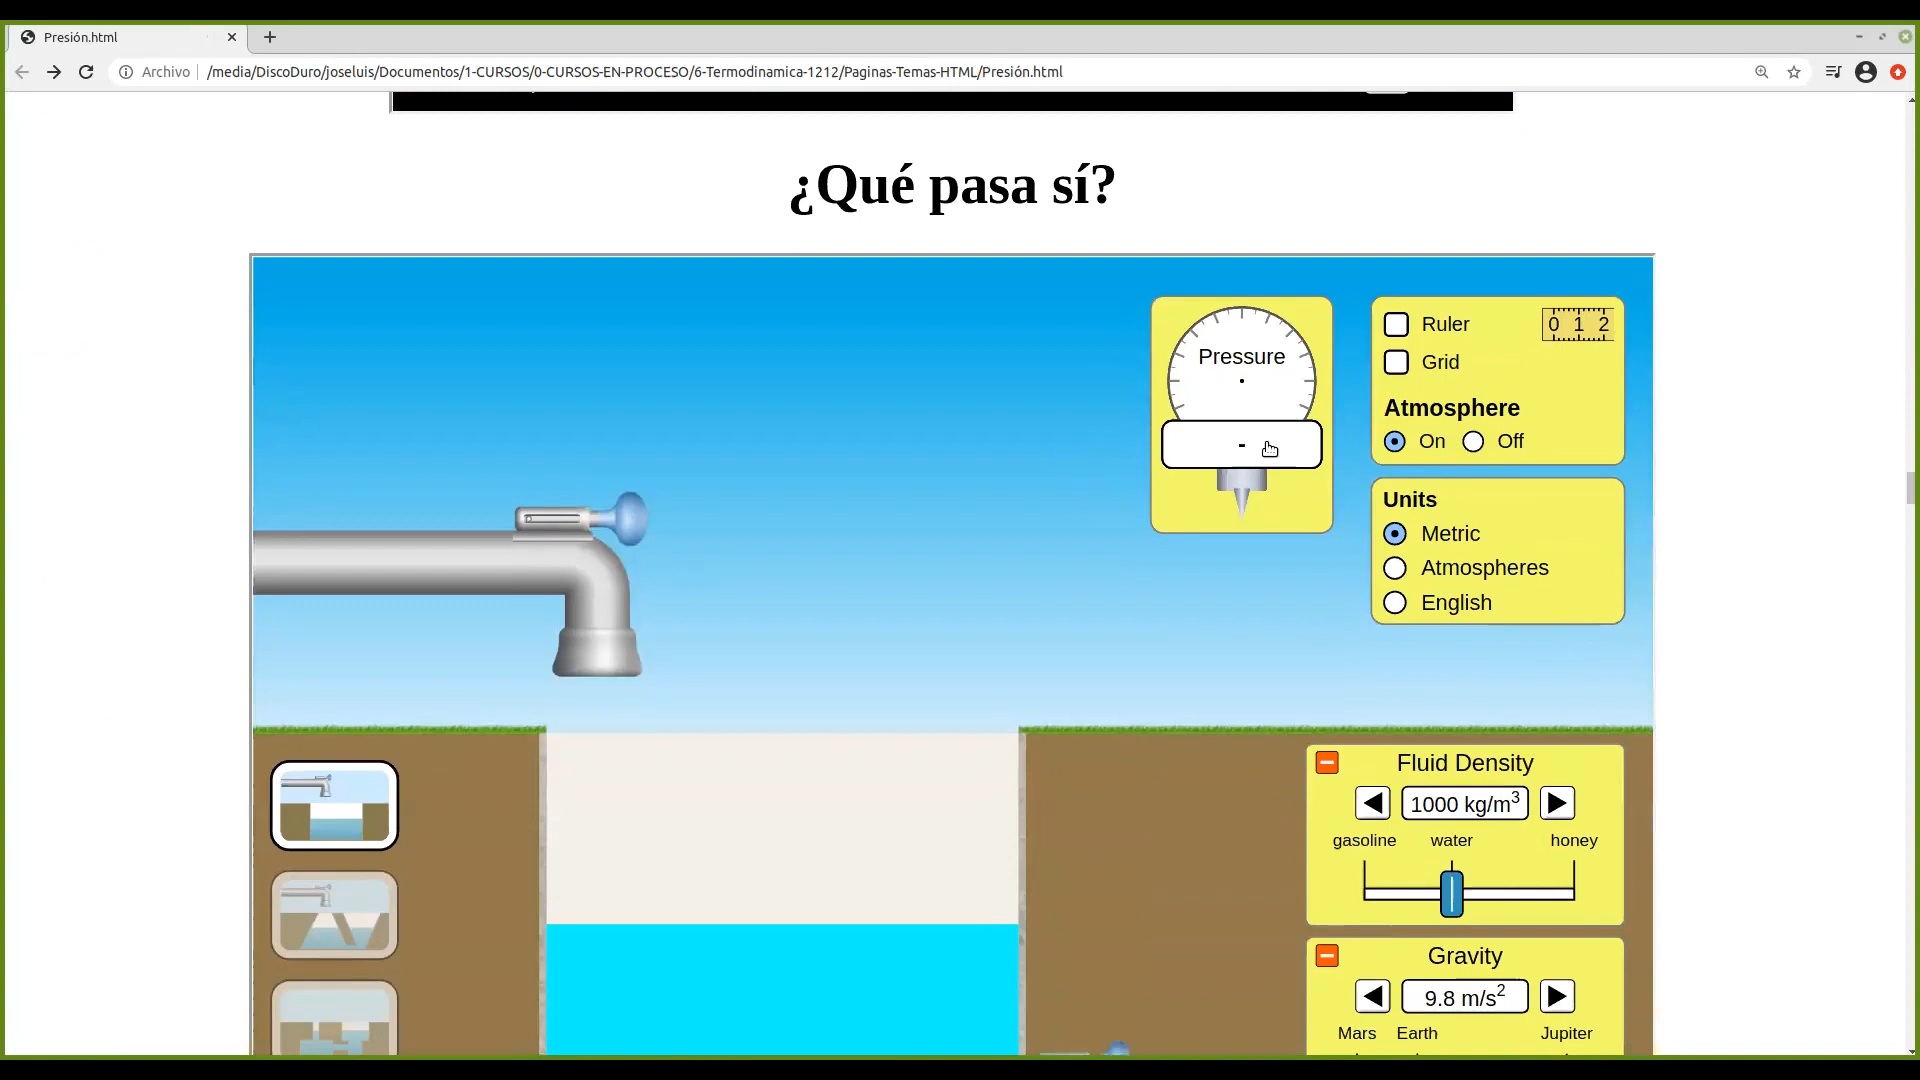 Presión.html
Archivo
/media/DiscoDuro/joseluis/Documentos/1-CURSOS/0-CURSOS-EN-PROCESO/6-Termodinamica-1212/Paginas-Temas-HTML/Presión.html
¿Qué pasa sí?
Pressure
-
Ruler
0 1 2
Grid
Atmosphere
On Off
Units
Metric
Atmospheres
English
Fluid Density
1000 kg/m³
gasoline water honey
Gravity
9.8 m/s²
Mars Earth Jupiter